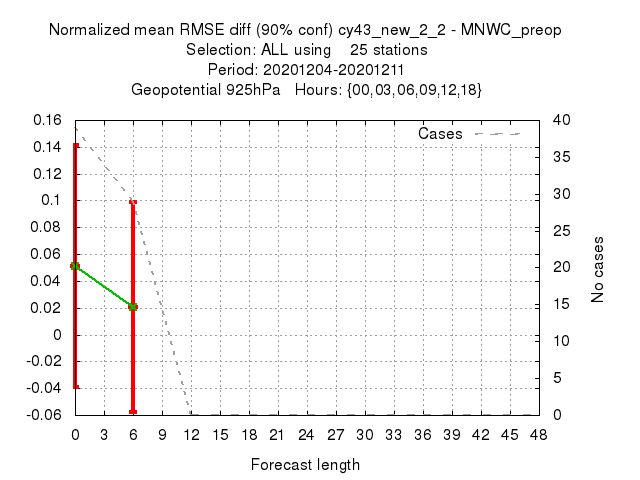 Normalized mean RMSE diff (90% conf) cy43_new_2_2 - MNWC_preop
Selection: ALL using 25 stations
Period: 20201204-20201211
Geopotential 925hPa Hours: {00,03,06,09,12,18}
Cases
0.16
0.14
0.12
0.1
0.08
0.06
0.04
0.02
0
-0.02
-0.04
-0.06
40
35
30
25
20
15
10
5
0
No cases
0 3 6 9 12 15 18 21 24 27 30 33 36 39 42 45 48
Forecast length